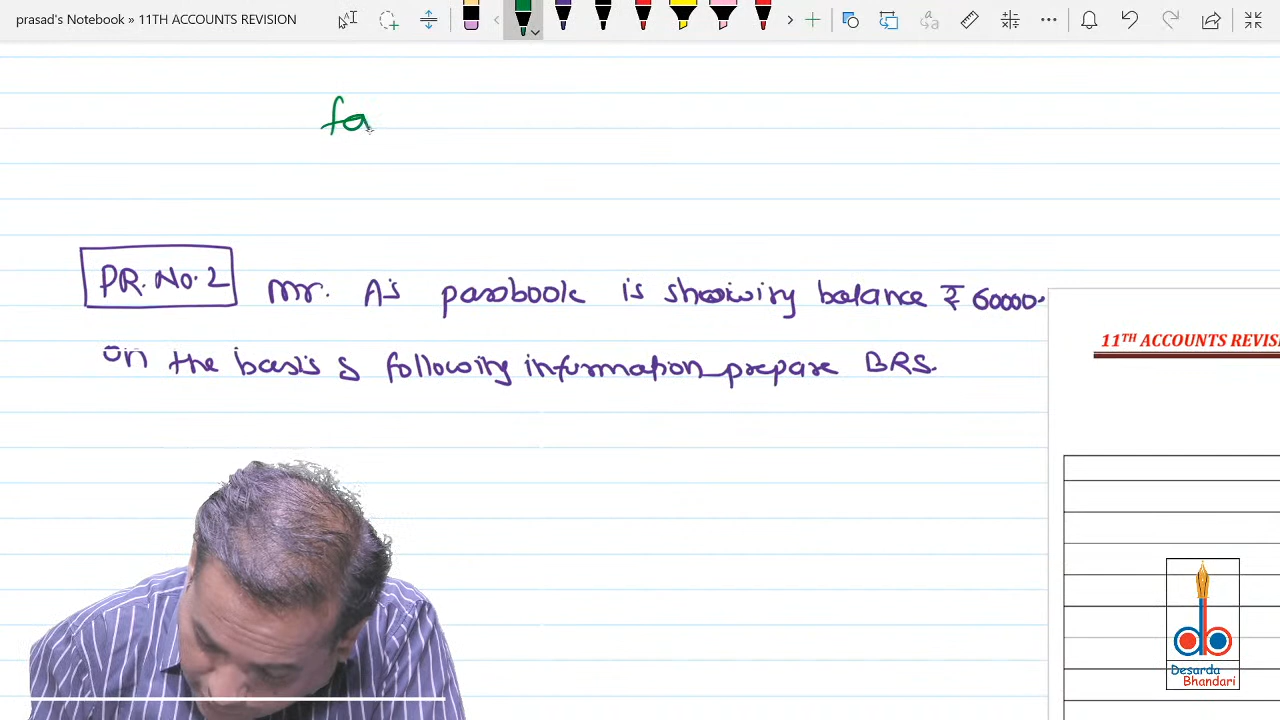 prasad's Notebook » 11TH ACCOUNTS REVISION
fa
PR. No. 2 Mr. A's passbook is showing balance ₹ 60000.
On the basis of following information prepare BRS.
11TH ACCOUNTS REVIS
Desarda
Bhandari